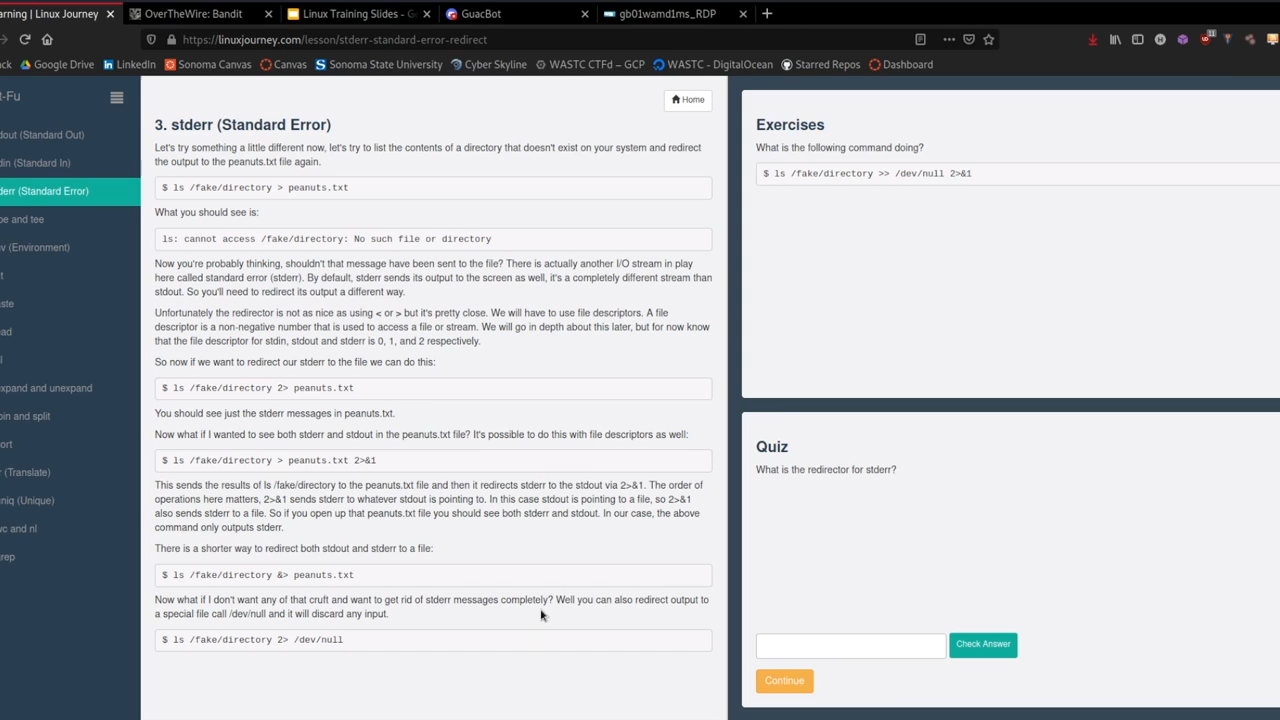 arning | Linux Journey
OverTheWire: Bandit
Linux Training Slides - G
GuacBot
gb01wamd1ms_RDP
https://linuxjourney.com/lesson/stderr-standard-error-redirect
11
ck
Google Drive
LinkedIn
Sonoma Canvas
Canvas
Sonoma State University
Cyber Skyline
WASTC CTFd – GCP
WASTC - DigitalOcean
Starred Repos
Dashboard
t-Fu
dout (Standard Out)
din (Standard In)
derr (Standard Error)
pe and tee
nv (Environment)
t
aste
ead
il
xpand and unexpand
oin and split
ort
r (Translate)
niq (Unique)
wc and nl
grep
Home
3. stderr (Standard Error)
Let's try something a little different now, let's try to list the contents of a directory that doesn't exist on your system and redirect
the output to the peanuts.txt file again.
$ ls /fake/directory > peanuts.txt
What you should see is:
ls: cannot access /fake/directory: No such file or directory
Now you're probably thinking, shouldn't that message have been sent to the file? There is actually another I/O stream in play
here called standard error (stderr). By default, stderr sends its output to the screen as well, it's a completely different stream than
stdout. So you'll need to redirect its output a different way.
Unfortunately the redirector is not as nice as using < or > but it's pretty close. We will have to use file descriptors. A file
descriptor is a non-negative number that is used to access a file or stream. We will go in depth about this later, but for now know
that the file descriptor for stdin, stdout and stderr is 0, 1, and 2 respectively.
So now if we want to redirect our stderr to the file we can do this:
$ ls /fake/directory 2> peanuts.txt
You should see just the stderr messages in peanuts.txt.
Now what if I wanted to see both stderr and stdout in the peanuts.txt file? It's possible to do this with file descriptors as well:
$ ls /fake/directory > peanuts.txt 2>&1
This sends the results of ls /fake/directory to the peanuts.txt file and then it redirects stderr to the stdout via 2>&1. The order of
operations here matters, 2>&1 sends stderr to whatever stdout is pointing to. In this case stdout is pointing to a file, so 2>&1
also sends stderr to a file. So if you open up that peanuts.txt file you should see both stderr and stdout. In our case, the above
command only outputs stderr.
There is a shorter way to redirect both stdout and stderr to a file:
$ ls /fake/directory &> peanuts.txt
Now what if I don't want any of that cruft and want to get rid of stderr messages completely? Well you can also redirect output to
a special file call /dev/null and it will discard any input.
$ ls /fake/directory 2> /dev/null
Exercises
What is the following command doing?
$ ls /fake/directory >> /dev/null 2>&1
Quiz
What is the redirector for stderr?
Check Answer
Continue